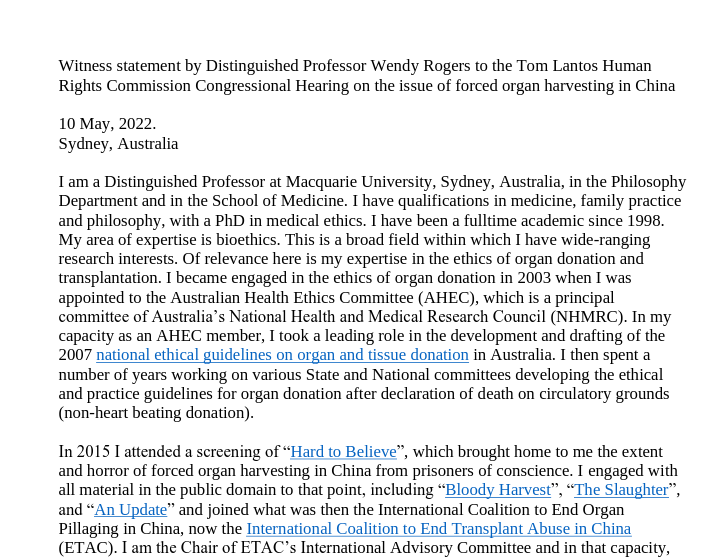 Witness statement by Distinguished Professor Wendy Rogers to the Tom Lantos Human
Rights Commission Congressional Hearing on the issue of forced organ harvesting in China
10 May, 2022.
Sydney, Australia
I am a Distinguished Professor at Macquarie University, Sydney, Australia, in the Philosophy
Department and in the School of Medicine. I have qualifications in medicine, family practice
and philosophy, with a PhD in medical ethics. I have been a fulltime academic since 1998.
My area of expertise is bioethics. This is a broad field within which I have wide-ranging
research interests. Of relevance here is my expertise in the ethics of organ donation and
transplantation. I became engaged in the ethics of organ donation in 2003 when I was
appointed to the Australian Health Ethics Committee (AHEC), which is a principal
committee of Australia’s National Health and Medical Research Council (NHMRC). In my
capacity as an AHEC member, I took a leading role in the development and drafting of the
2007 national ethical guidelines on organ and tissue donation in Australia. I then spent a
number of years working on various State and National committees developing the ethical
and practice guidelines for organ donation after declaration of death on circulatory grounds
(non-heart beating donation).
In 2015 I attended a screening of “Hard to Believe”, which brought home to me the extent
and horror of forced organ harvesting in China from prisoners of conscience. I engaged with
all material in the public domain to that point, including “Bloody Harvest”, “The Slaughter”,
and “An Update” and joined what was then the International Coalition to End Organ
Pillaging in China, now the International Coalition to End Transplant Abuse in China
(ETAC). I am the Chair of ETAC’s International Advisory Committee and in that capacity,